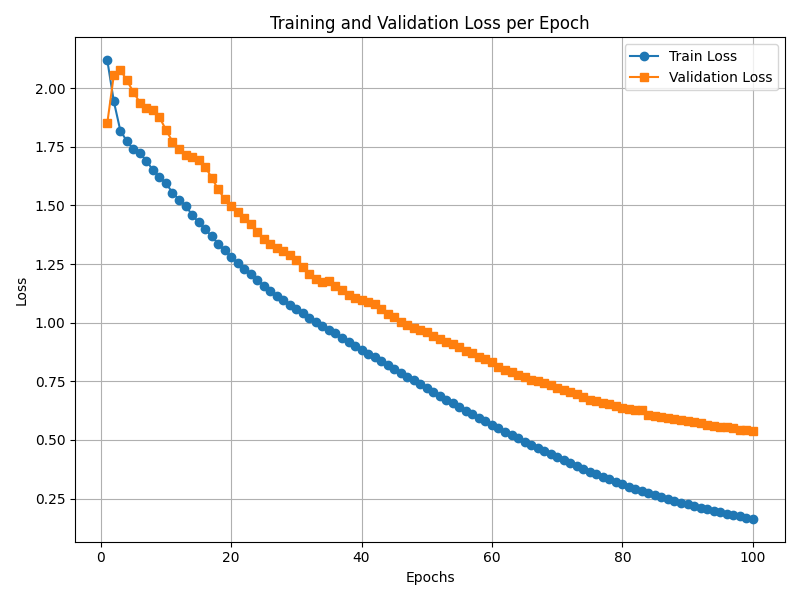 Training and Validation Loss per Epoch
Train Loss
Validation Loss
2.00
1.75
1.50
1.25
1.00
0.75
0.50
0.25
Loss
0 20 40 60 80 100
Epochs